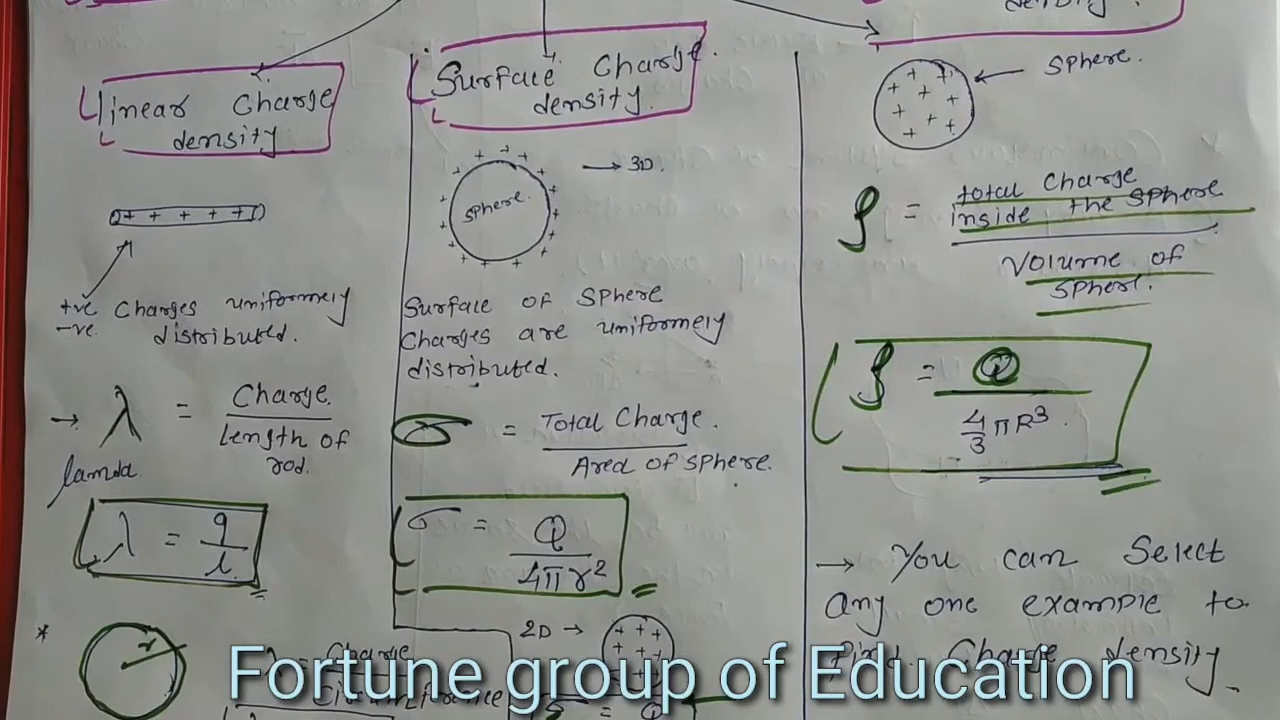 density.
Linear Charge
density
+ + + + +
+ve Charges uniformely
-ve distributed.
→ λ = Charge.
Length of
rod.
lamda
λ = q
l
*
r
λ = Charge
Circumference
Surface Charge.
density.
+ + + +
sphere. → 3D.
Surface of sphere
Charges are uniformely
distributed.
σ = Total Charge.
Area of sphere.
σ = Q
4πr²
2D →
+ + +
= Q
sphere.
+ + +
ρ = total Charge
inside the sphere
Volume of
sphere.
ρ = Q
4/3 πR³.
→ You can Select
any one example to
find Charge density.
Fortune group of Education